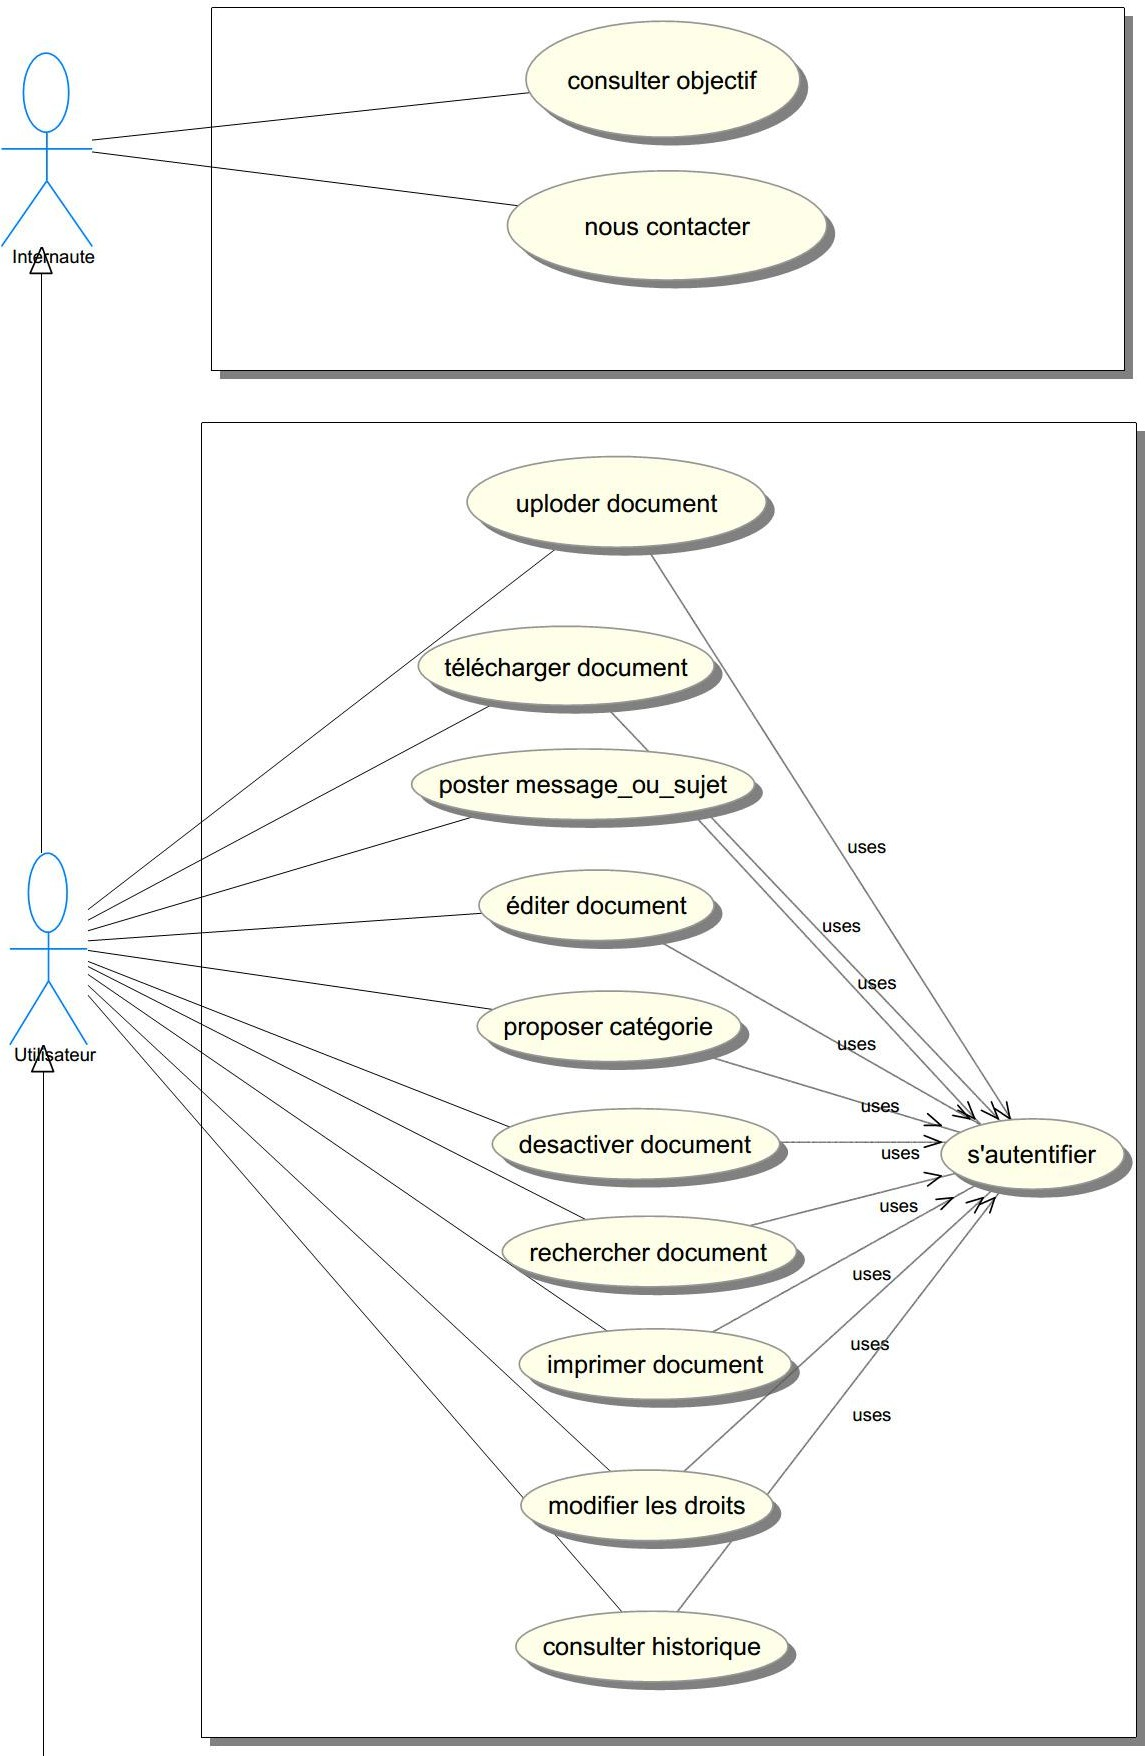 consulter objectif
nous contacter
Internaute
uploder document
télécharger document
poster message_ou_sujet
uses
éditer document
uses
uses
proposer catégorie
uses
Utilisateur
uses
desactiver document
uses
s'autentifier
uses
rechercher document
uses
imprimer document
uses
uses
modifier les droits
consulter historique